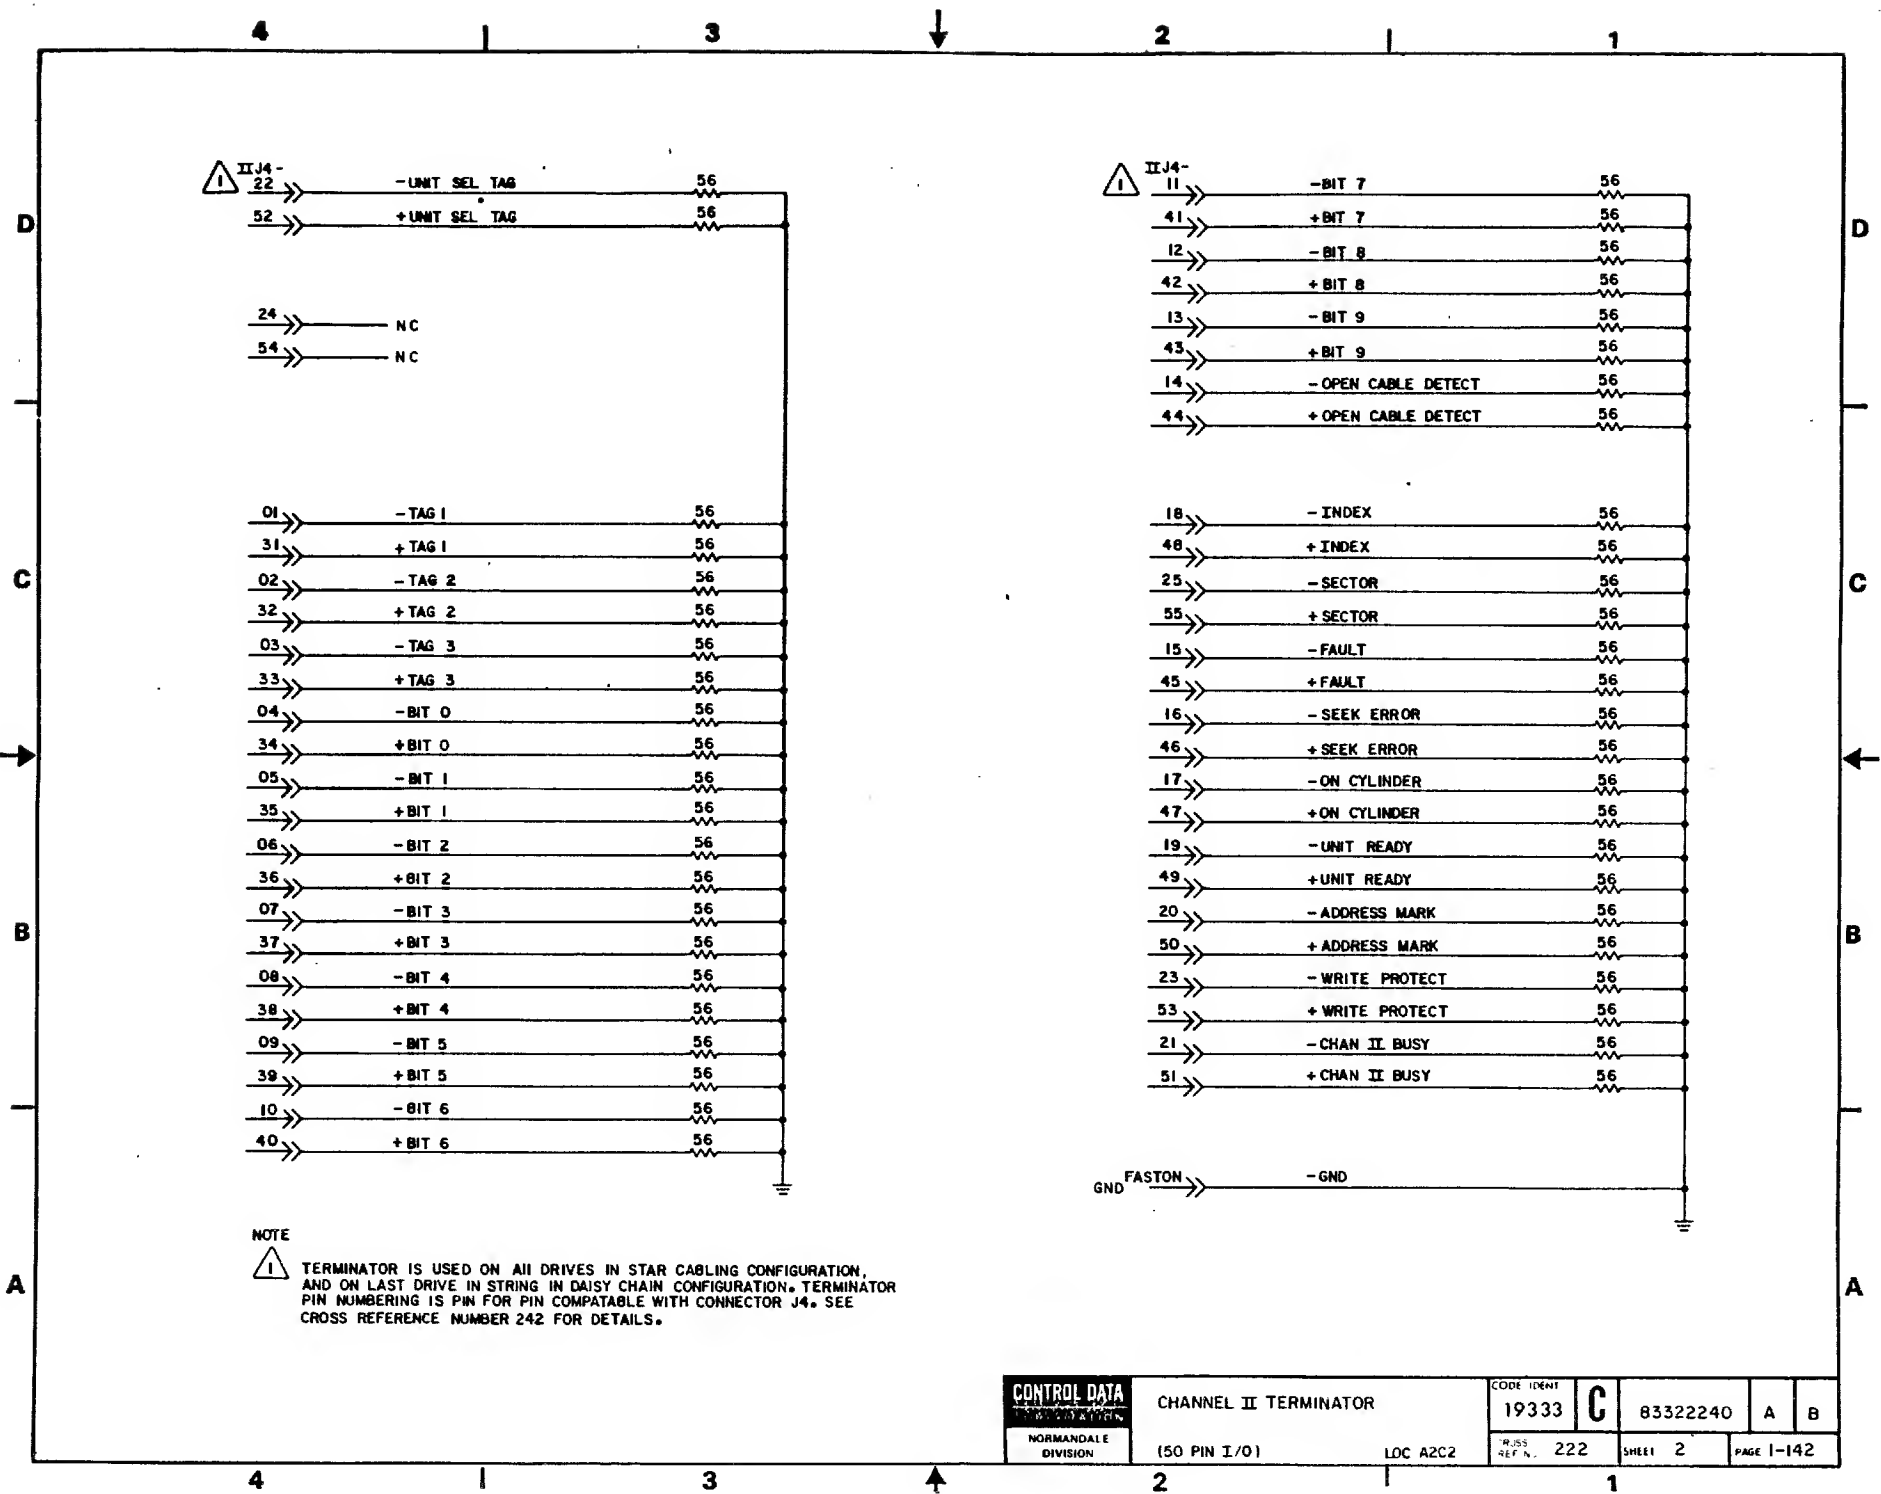 4 3 2 1
D
C
B
A
II J4-
1
22 -UNIT SEL TAG 56
52 +UNIT SEL TAG 56
24 NC
54 NC
01 -TAG 1 56
31 +TAG 1 56
02 -TAG 2 56
32 +TAG 2 56
03 -TAG 3 56
33 +TAG 3 56
04 -BIT 0 56
34 +BIT 0 56
05 -BIT 1 56
35 +BIT 1 56
06 -BIT 2 56
36 +BIT 2 56
07 -BIT 3 56
37 +BIT 3 56
08 -BIT 4 56
38 +BIT 4 56
09 -BIT 5 56
39 +BIT 5 56
10 -BIT 6 56
40 +BIT 6 56
II J4-
1
11 -BIT 7 56
41 +BIT 7 56
12 -BIT 8 56
42 +BIT 8 56
13 -BIT 9 56
43 +BIT 9 56
14 -OPEN CABLE DETECT 56
44 +OPEN CABLE DETECT 56
18 -INDEX 56
48 +INDEX 56
25 -SECTOR 56
55 +SECTOR 56
15 -FAULT 56
45 +FAULT 56
16 -SEEK ERROR 56
46 +SEEK ERROR 56
17 -ON CYLINDER 56
47 +ON CYLINDER 56
19 -UNIT READY 56
49 +UNIT READY 56
20 -ADDRESS MARK 56
50 +ADDRESS MARK 56
23 -WRITE PROTECT 56
53 +WRITE PROTECT 56
21 -CHAN II BUSY 56
51 +CHAN II BUSY 56
GND FASTON -GND
D
C
B
A
NOTE
1
TERMINATOR IS USED ON All DRIVES IN STAR CABLING CONFIGURATION,
AND ON LAST DRIVE IN STRING IN DAISY CHAIN CONFIGURATION. TERMINATOR
PIN NUMBERING IS PIN FOR PIN COMPATABLE WITH CONNECTOR J4. SEE
CROSS REFERENCE NUMBER 242 FOR DETAILS.
CONTROL DATA
NORMANDALE
DIVISION
CHANNEL II TERMINATOR
(50 PIN I/O) LOC A2C2
CODE IDENT
19333 C 83322240 A B
CROSS
REF N. 222 SHEET 2 PAGE 1-142
4 3 2 1